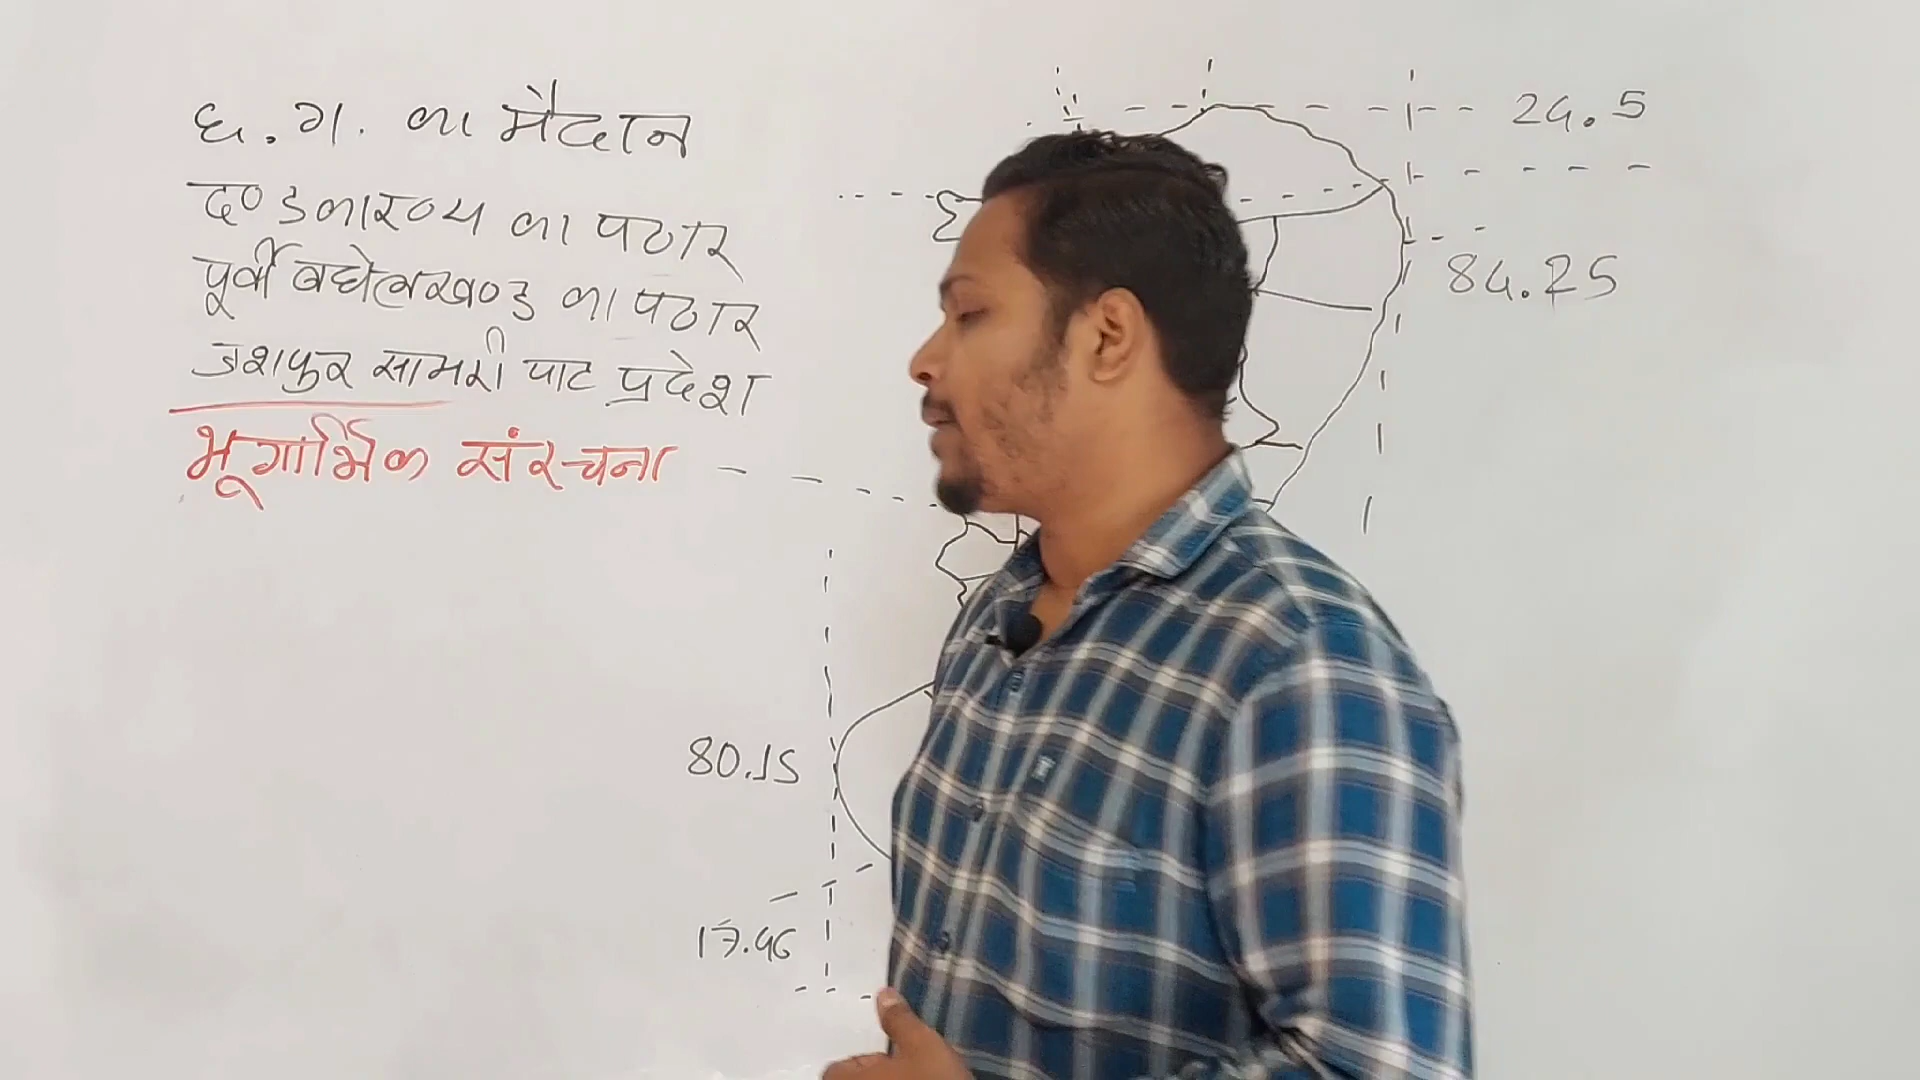 छ. ग. का मैदान
दण्डकारण्य का पठार
पूर्वी बघेलखण्ड का पठार
जशपुर सामरी पाट प्रदेश
भूगार्भिक संरचना
24.5
84.25
80.15
17.46